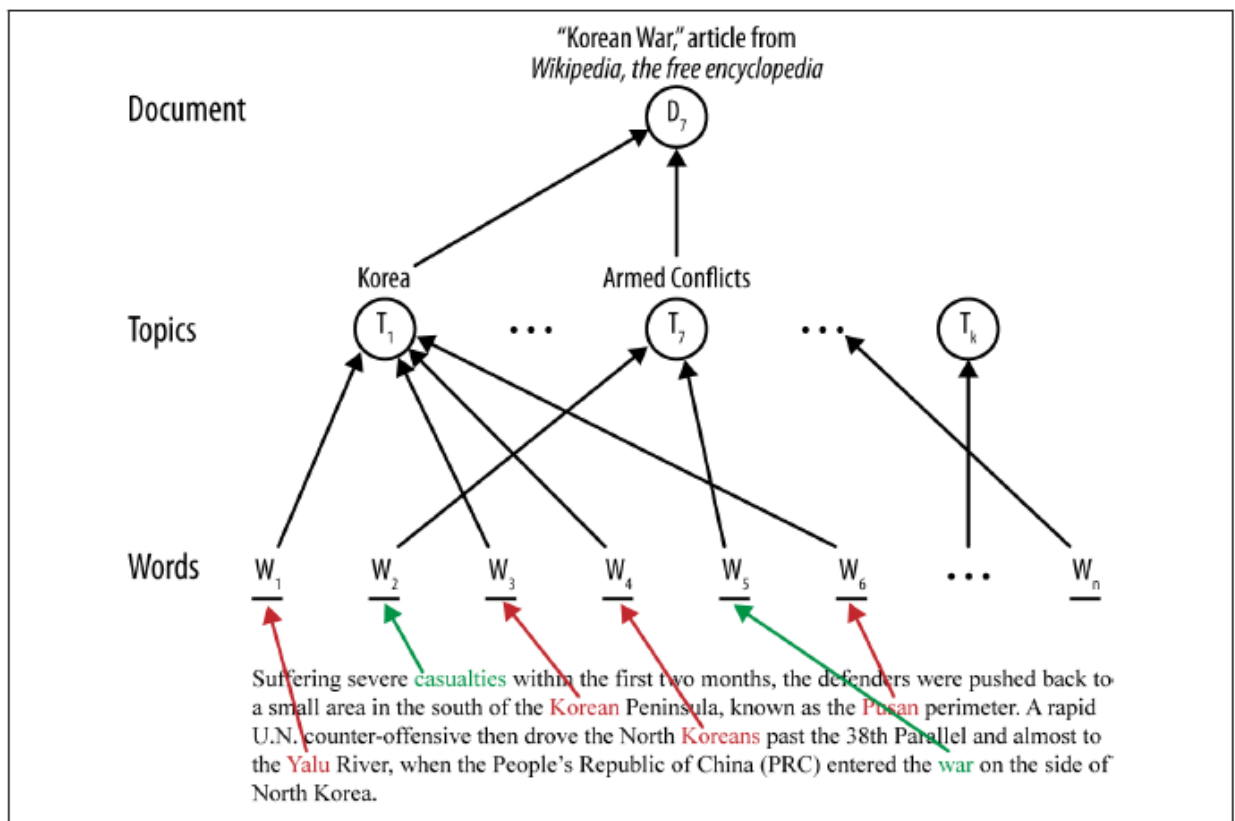 “Korean War,” article from
Wikipedia, the free encyclopedia
Document
D7
Korea
Armed Conflicts
Topics
T1 ... T7 ... Tk
Words
W1 W2 W3 W4 W5 W6 ... Wn
Suffering severe casualties within the first two months, the defenders were pushed back to
a small area in the south of the Korean Peninsula, known as the Pusan perimeter. A rapid
U.N. counter-offensive then drove the North Koreans past the 38th Parallel and almost to
the Yalu River, when the People’s Republic of China (PRC) entered the war on the side of
North Korea.